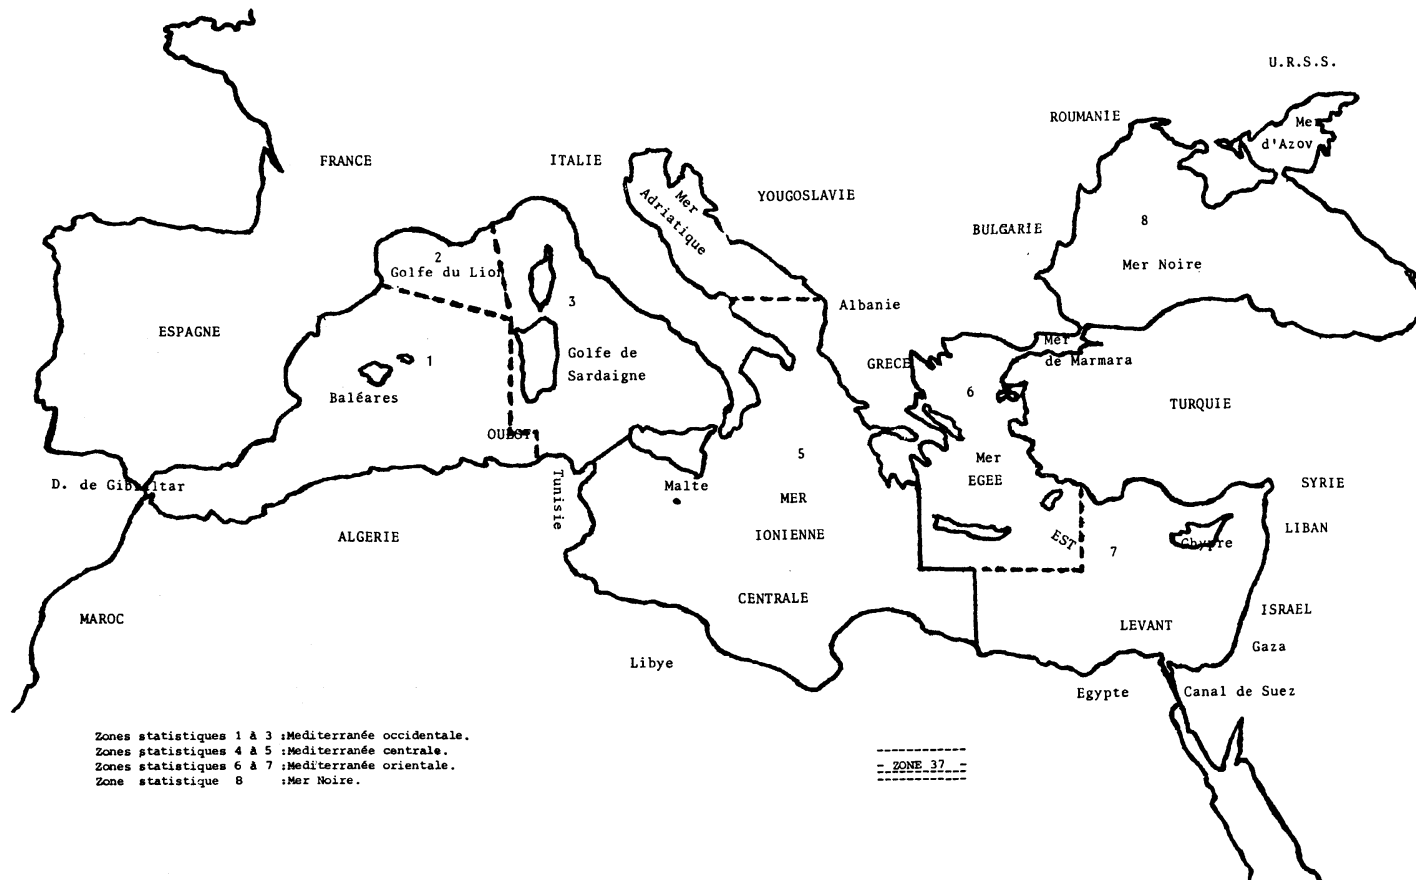 U.R.S.S.
ROUMANIE
Mer
d'Azov
FRANCE
ITALIE
YOUGOSLAVIE
Mer
Adriatique
8
BULGARIE
2
Golfe du Lion
Mer Noire
3
Albanie
ESPAGNE
Mer
de Marmara
1
Golfe de
Sardaigne
GRECE
6
Baléares
TURQUIE
OUEST
5
Mer
EGEE
D. de Gibraltar
Tunisie
Malte
SYRIE
MER
LIBAN
ALGERIE
IONIENNE
EST
7
Chypre
CENTRALE
MAROC
ISRAEL
LEVANT
Gaza
Libye
Egypte
Canal de Suez
Zones statistiques 1 à 3 :Mediterranée occidentale.
Zones statistiques 4 à 5 :Mediterranée centrale.
Zones statistiques 6 à 7 :Mediterranée orientale.
Zone statistique 8 :Mer Noire.
- ZONE 37 -